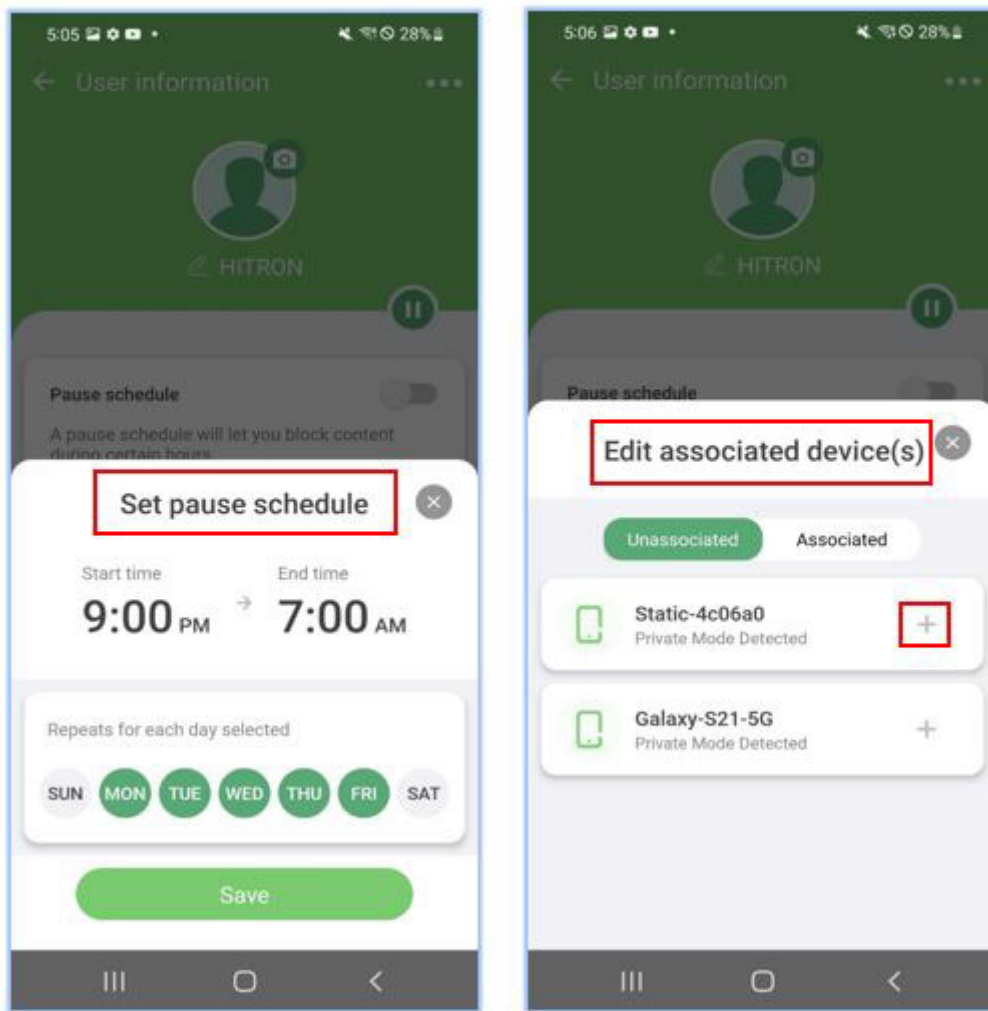 5:05
28%
User information
HITRON
Pause schedule
A pause schedule will let you block content
during certain hours.
Set pause schedule
Start time
End time
9:00 PM
7:00 AM
Repeats for each day selected
SUN MON TUE WED THU FRI SAT
Save
5:06
28%
User information
HITRON
Pause schedule
Edit associated device(s)
Unassociated
Associated
Static-4c06a0
Private Mode Detected
Galaxy-S21-5G
Private Mode Detected